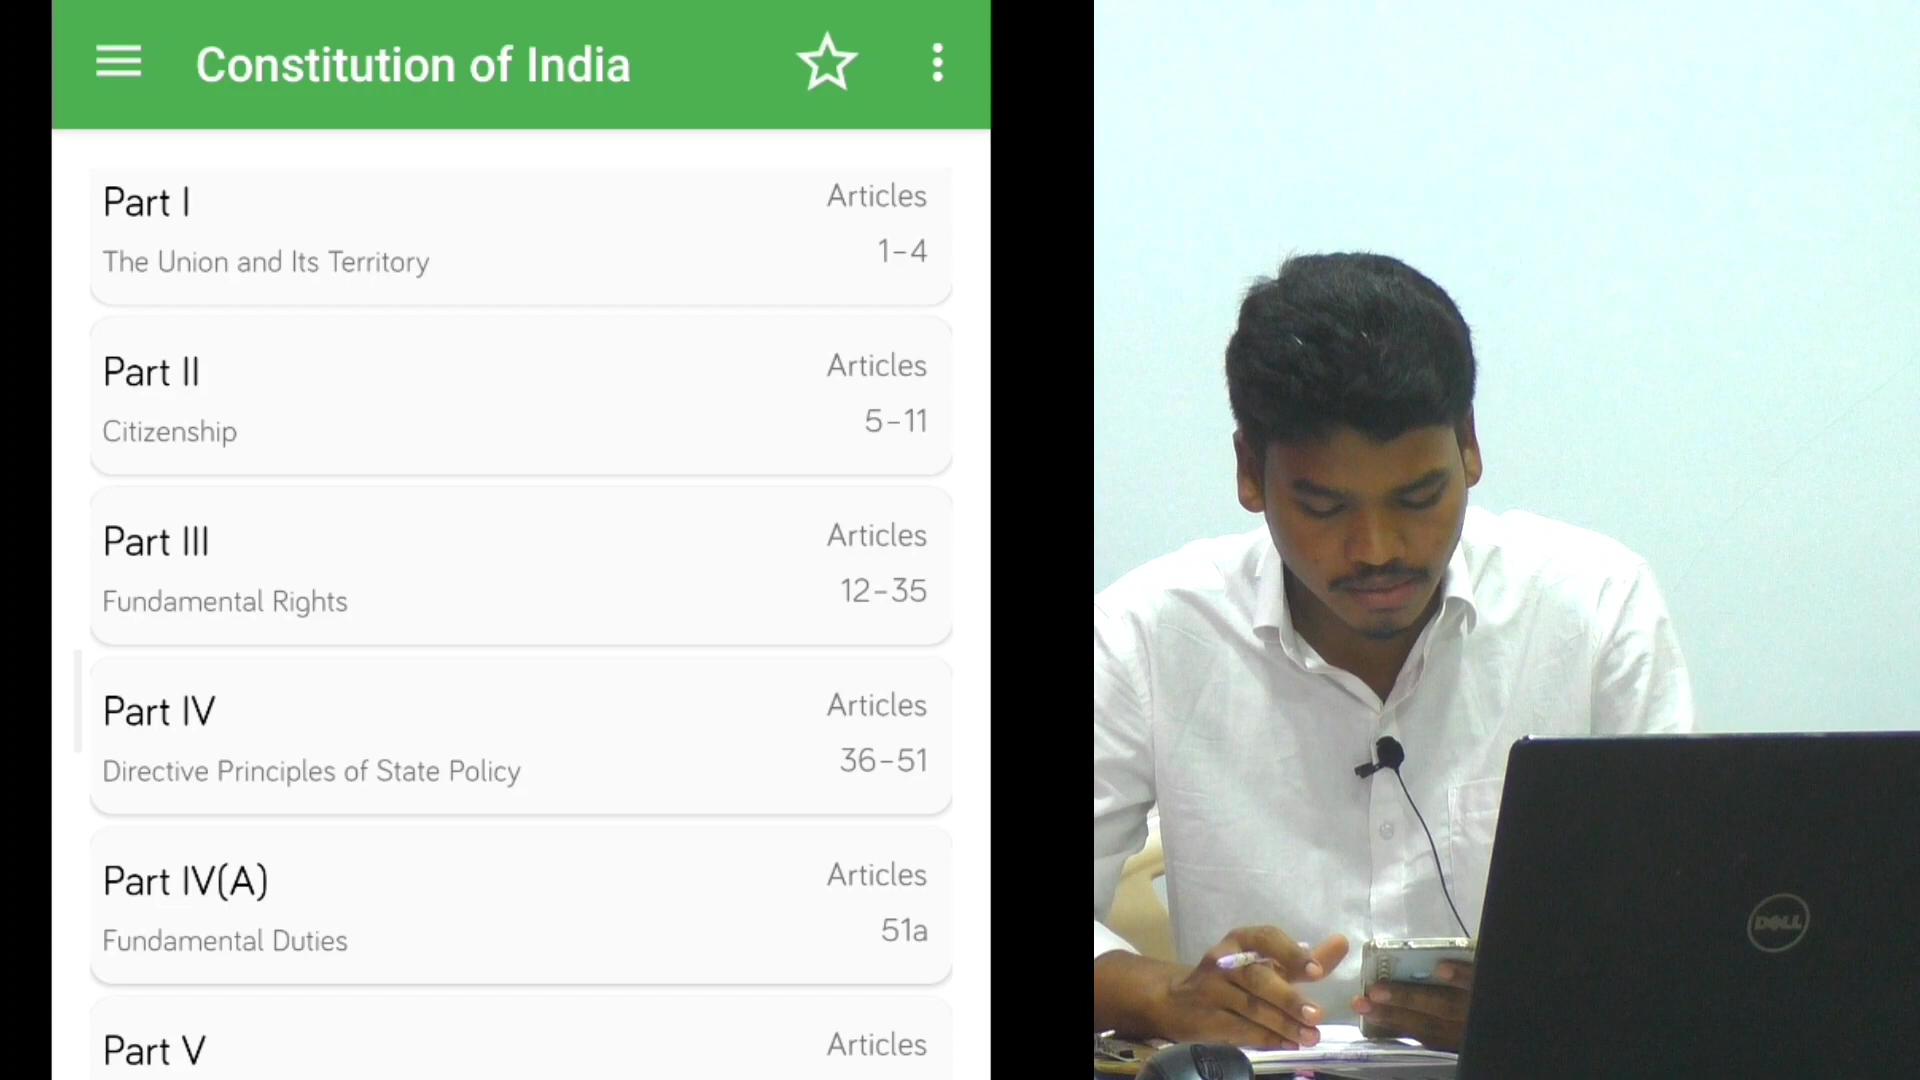 Constitution of India
Part I
Articles
The Union and Its Territory
1-4
Part II
Articles
Citizenship
5-11
Part III
Articles
Fundamental Rights
12-35
Part IV
Articles
Directive Principles of State Policy
36-51
Part IV(A)
Articles
Fundamental Duties
51a
Part V
Articles
DELL